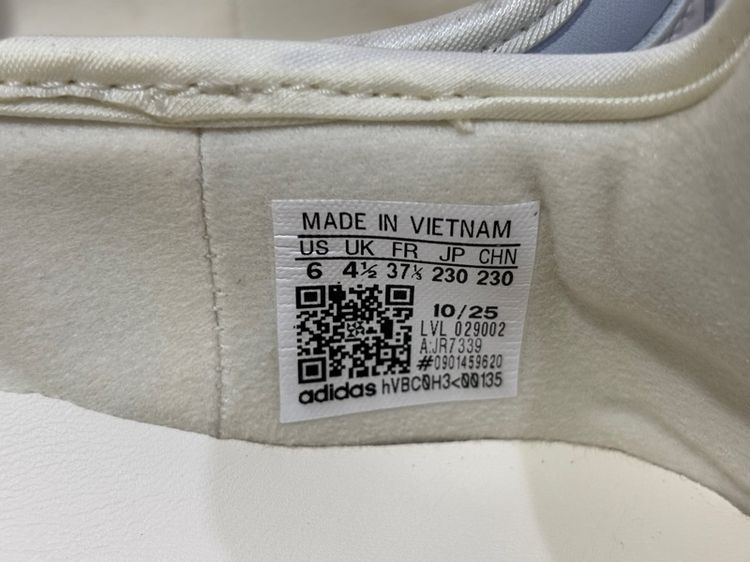 MADE IN VIETNAM
US UK FR JP CHN
6 4½ 37⅓ 230 230
10/25
LVL 029002
A:JR7339
#0901459620
adidas hVBC0H3<00135